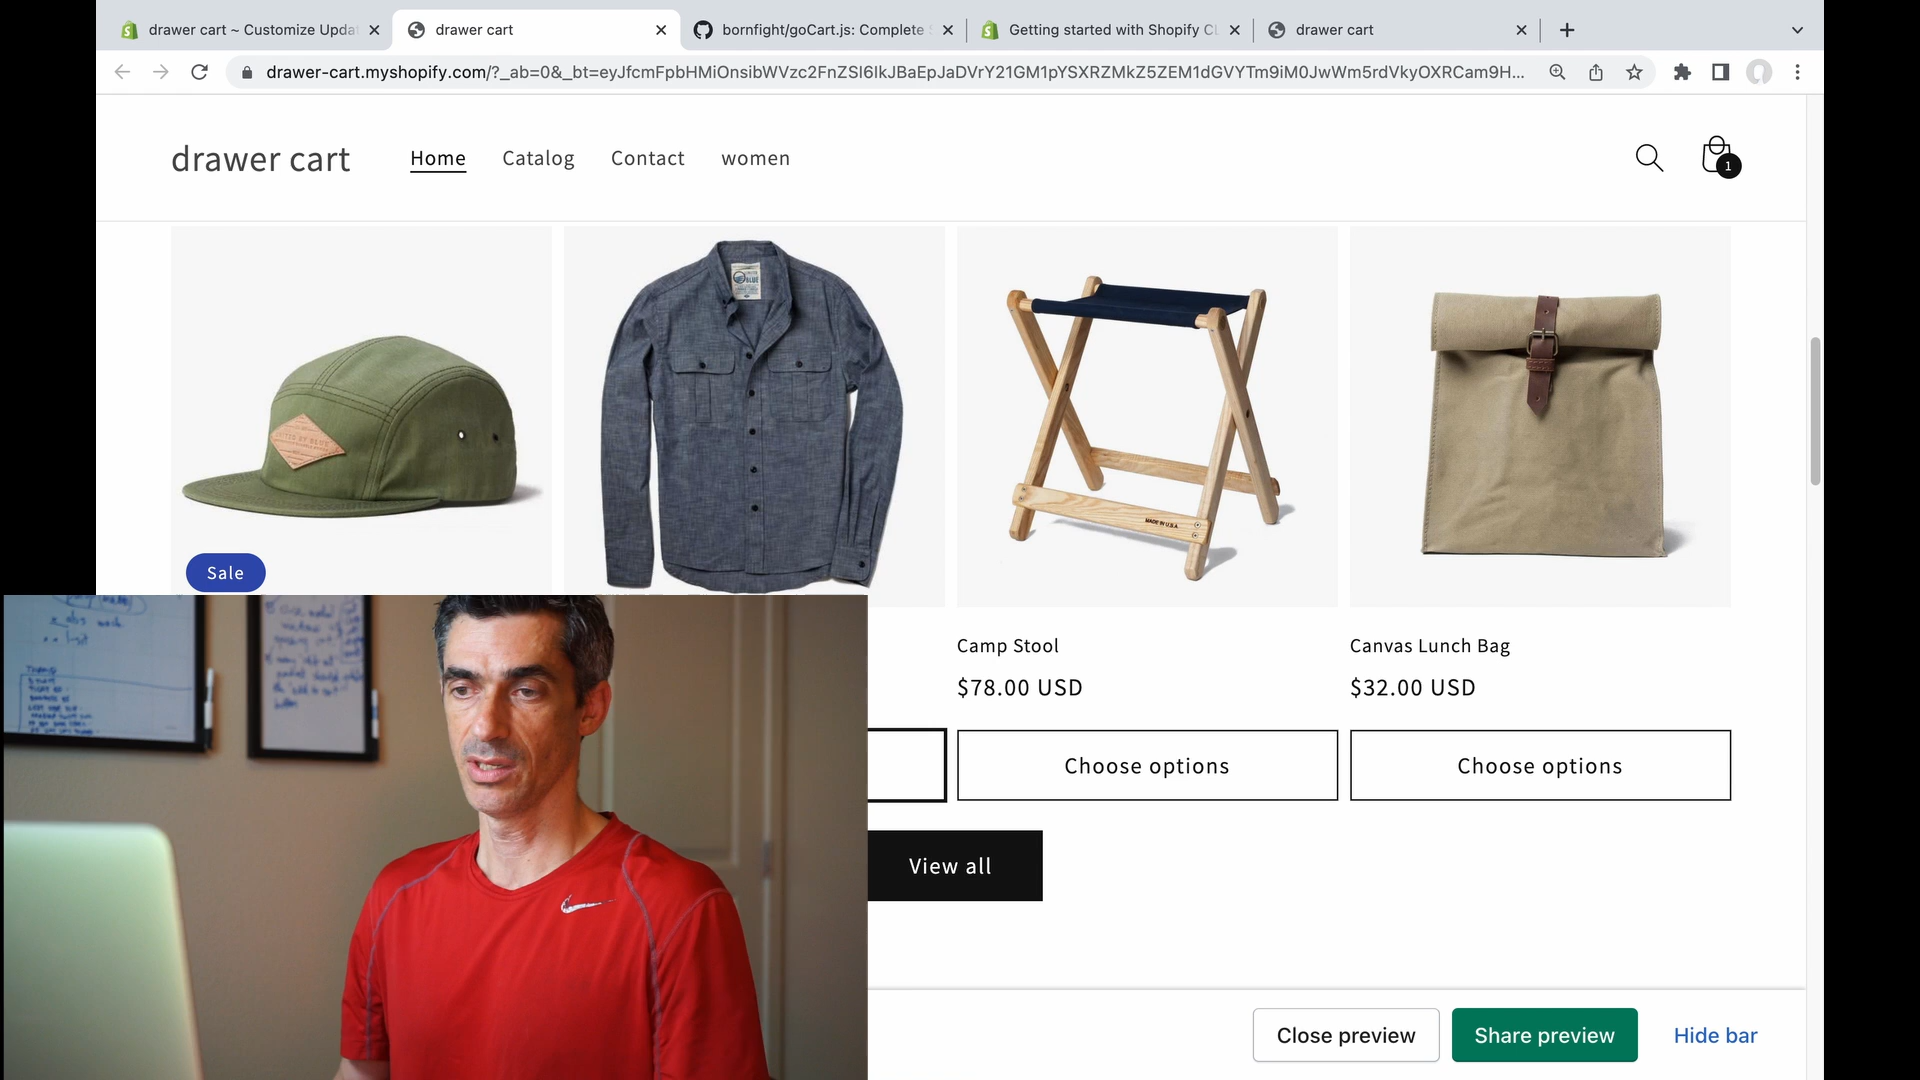 drawer cart ~ Customize Upda
drawer cart
bornfight/goCart.js: Complete S
Getting started with Shopify CL
drawer cart
drawer-cart.myshopify.com/?_ab=0&_bt=eyJfcmFpbHMiOnsibWVzc2FnZSI6IkJBaEpJaDVrY21GM1pYSXRZMkZ5ZEM1dGVYTm9iM0JwWm5rdVkyOXRCam9H...
drawer cart
Home
Catalog
Contact
women
1
MADE IN U.S.A.
Sale
Camp Stool
Canvas Lunch Bag
$78.00 USD
$32.00 USD
Choose options
Choose options
View all
Close preview
Share preview
Hide bar